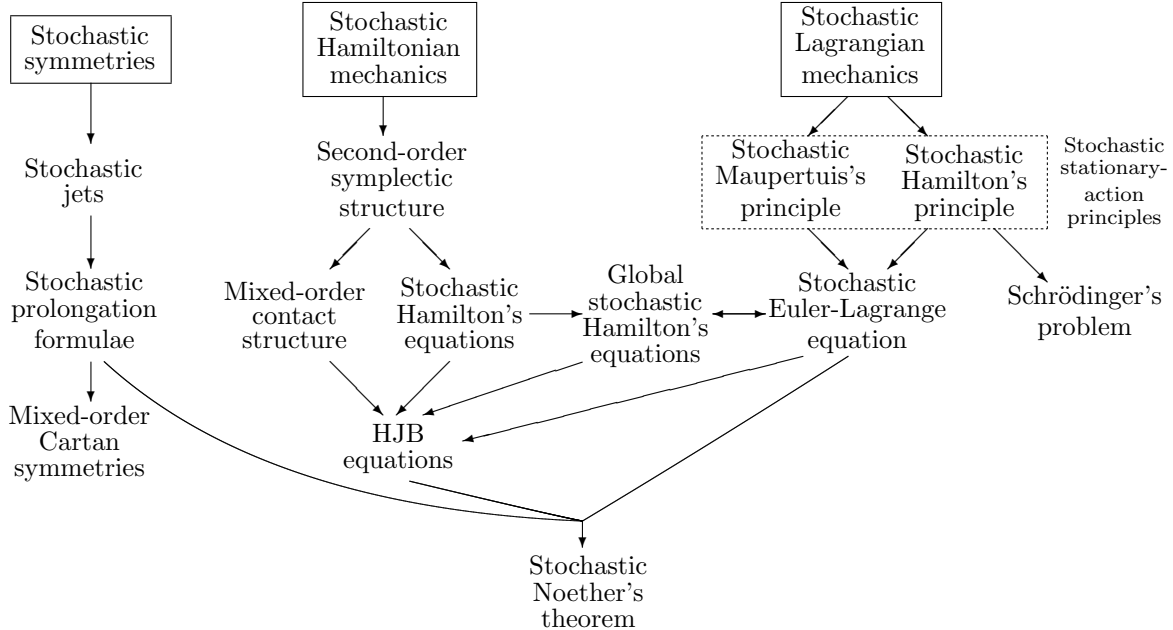 Stochastic
symmetries
Stochastic
Hamiltonian
mechanics
Stochastic
Lagrangian
mechanics
Stochastic
jets
Second-order
symplectic
structure
Stochastic
Maupertuis's
principle
Stochastic
Hamilton's
principle
Stochastic
stationary-
action
principles
Stochastic
prolongation
formulae
Mixed-order
contact
structure
Stochastic
Hamilton's
equations
Global
stochastic
Hamilton's
equations
Stochastic
Euler-Lagrange
equation
Schrödinger's
problem
Mixed-order
Cartan
symmetries
HJB
equations
Stochastic
Noether's
theorem